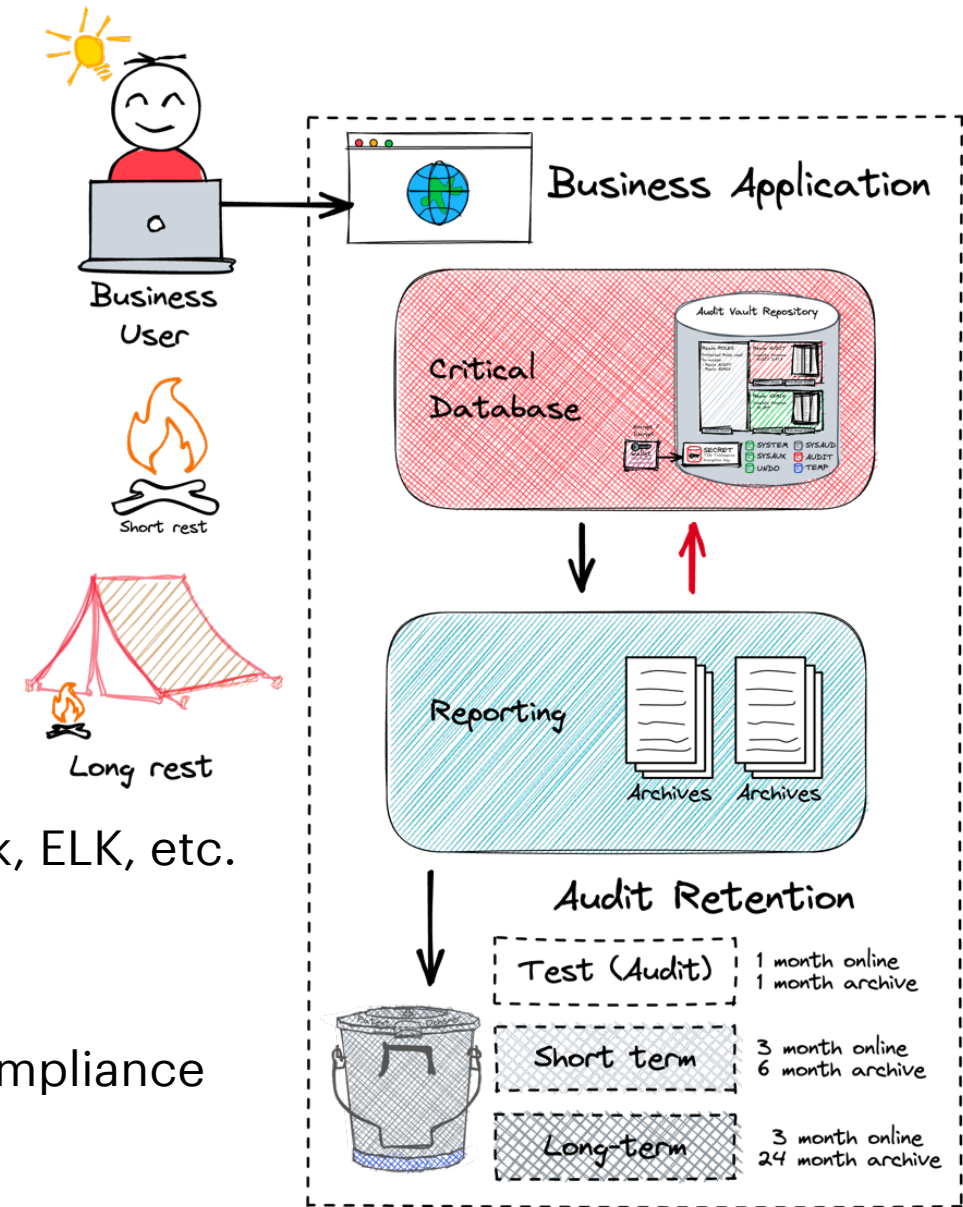 Business Application
Business
User
Audit Vault Repository
Critical
Database
SECRET
SYSTEM
SYSAUD
SYSAUX
AUDIT
UNDO
TEMP
Short rest
Reporting
Archives
Archives
Long rest
k, ELK, etc.
Audit Retention
Test (Audit)
1 month online
1 month archive
Short term
3 month online
6 month archive
mpliance
Long-term
3 month online
24 month archive